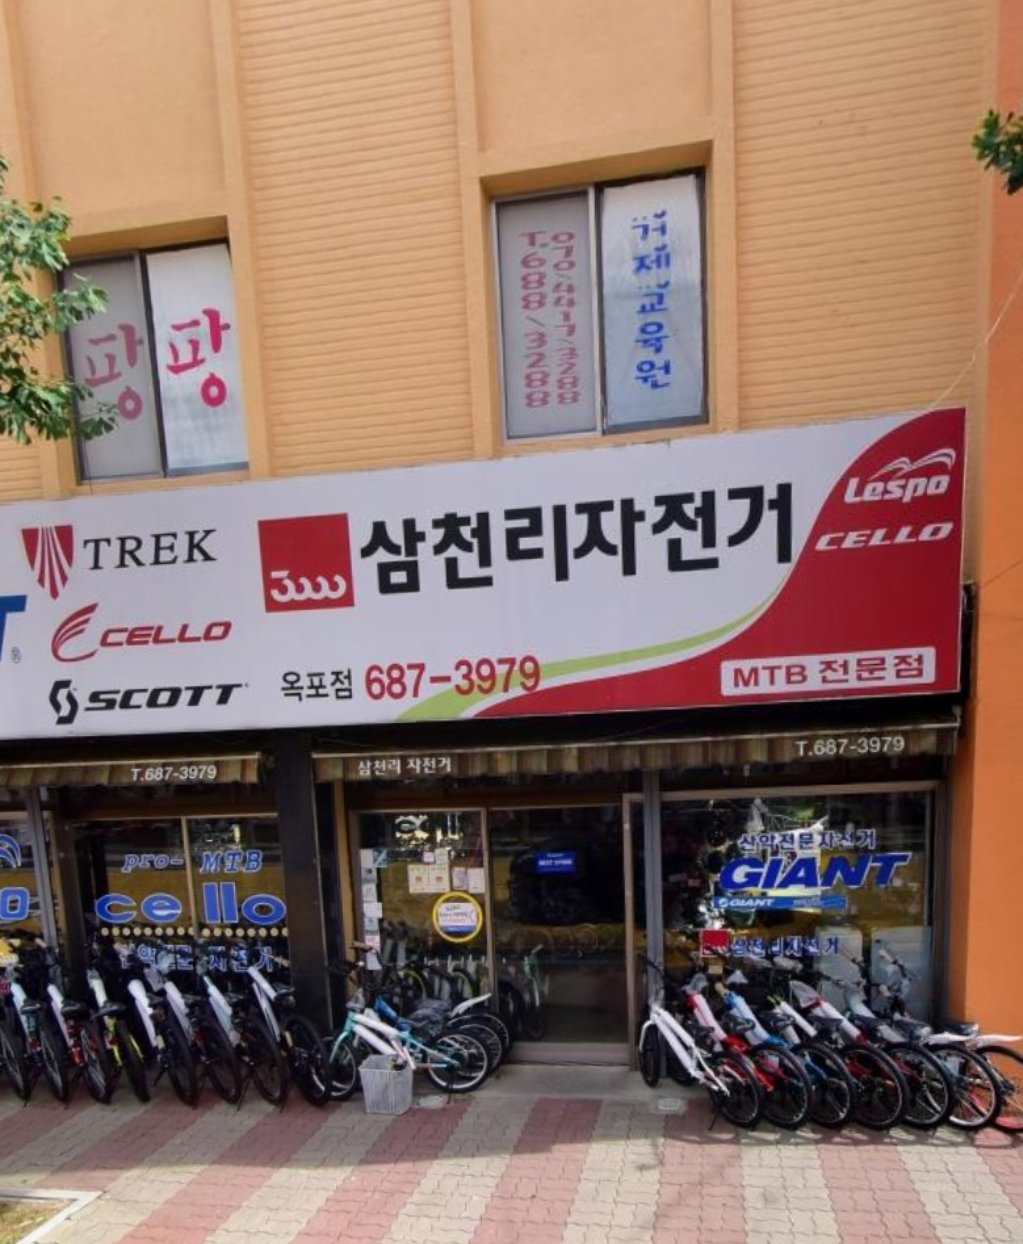 팡
팡
T.688/3288
070/4417/3288
거제교육원
TREK
CELLO
SCOTT
3000
삼천리자전거
옥포점 687-3979
Lespo
CELLO
MTB 전문점
T.687-3979
삼천리 자전거
T.687-3979
pro- MTB
cello
산악전문자전거
GIANT
GIANT
삼천리자전거